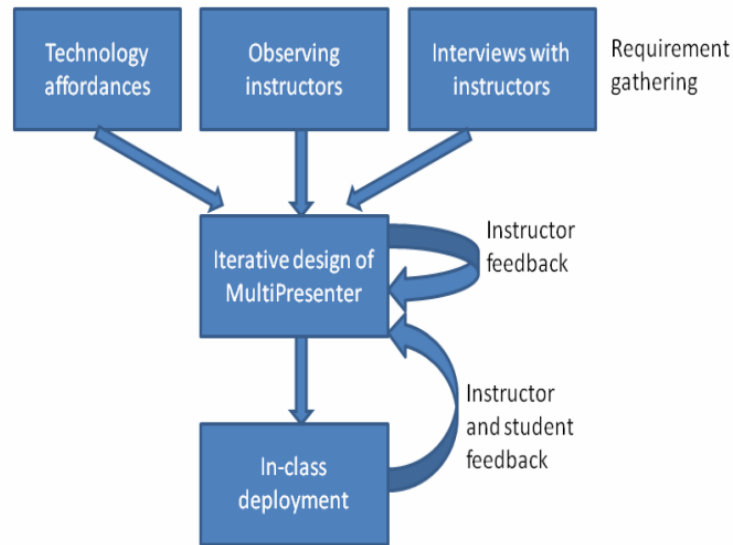 Technology
affordances
Observing
instructors
Interviews with
instructors
Requirement
gathering
Iterative design of
MultiPresenter
Instructor
feedback
Instructor
and student
feedback
In-class
deployment